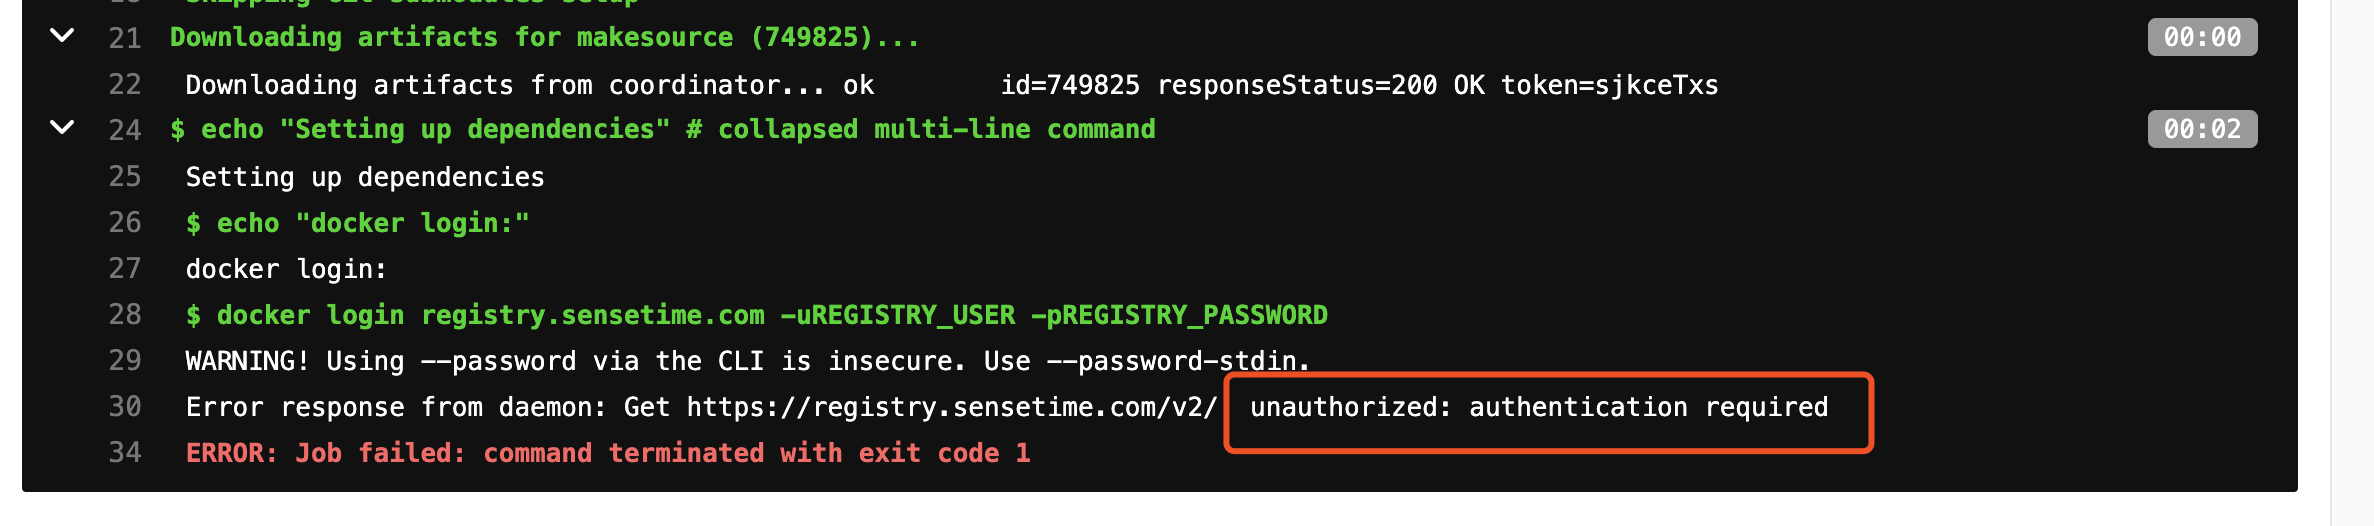 21 Downloading artifacts for makesource (749825)... 00:00
22 Downloading artifacts from coordinator... ok id=749825 responseStatus=200 OK token=sjkceTxs
24 $ echo "Setting up dependencies" # collapsed multi-line command 00:02
25 Setting up dependencies
26 $ echo "docker login:"
27 docker login:
28 $ docker login registry.sensetime.com -uREGISTRY_USER -pREGISTRY_PASSWORD
29 WARNING! Using --password via the CLI is insecure. Use --password-stdin.
30 Error response from daemon: Get https://registry.sensetime.com/v2/ unauthorized: authentication required
34 ERROR: Job failed: command terminated with exit code 1